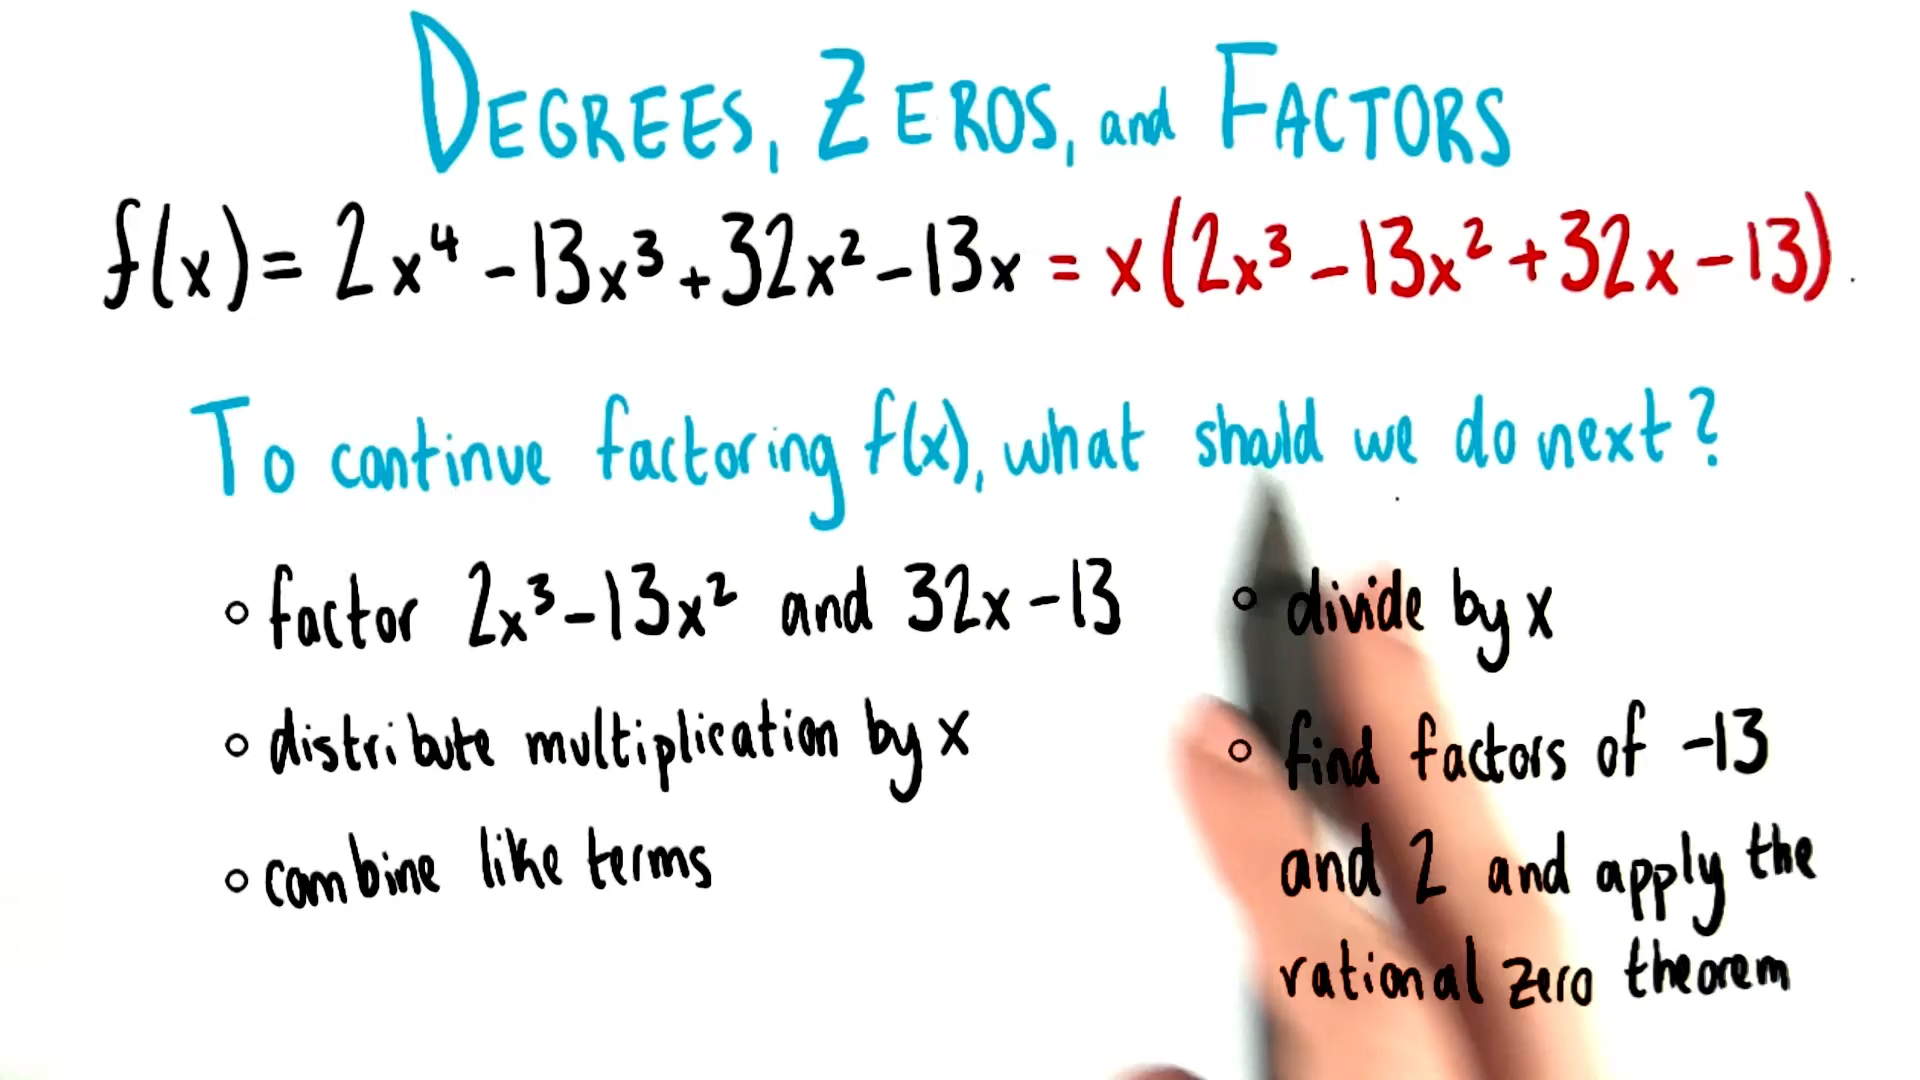 DEGREES, ZEROS, and FACTORS
f(x) = 2x⁴ - 13x³ + 32x² - 13x = x(2x³ - 13x² + 32x - 13)
To continue factoring f(x), what should we do next?
○ factor 2x³ - 13x² and 32x - 13
○ distribute multiplication by x
○ combine like terms
○ divide by x
○ find factors of -13
and 2 and apply the
rational zero theorem